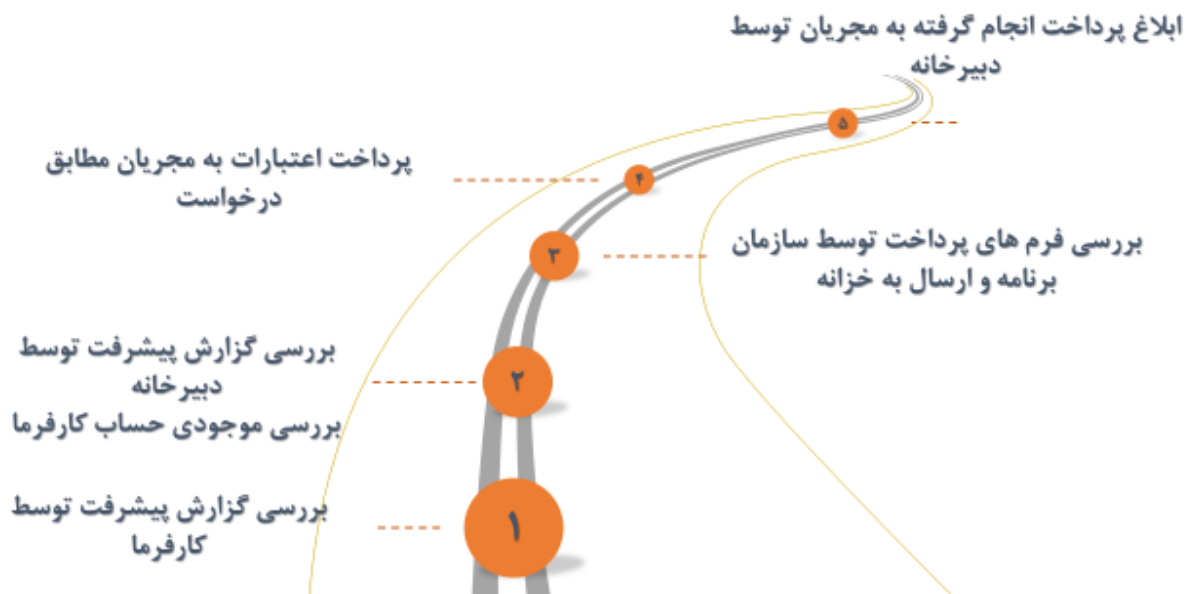 ابلاغ پرداخت انجام گرفته به مجریان توسط
دبیرخانه
۵
پرداخت اعتبارات به مجریان مطابق
درخواست
۴
بررسی فرم های پرداخت توسط سازمان
برنامه و ارسال به خزانه
۳
بررسی گزارش پیشرفت توسط
دبیرخانه
بررسی موجودی حساب کارفرما
۲
بررسی گزارش پیشرفت توسط
کارفرما
۱